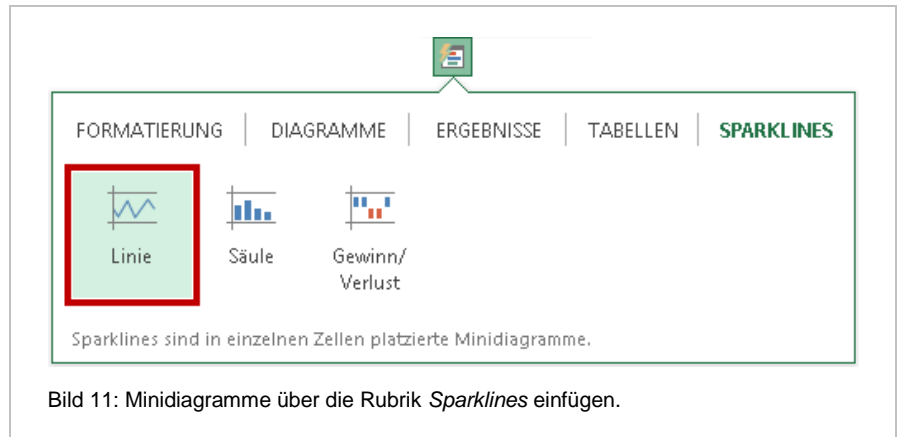 FORMATIERUNG DIAGRAMME ERGEBNISSE TABELLEN SPARKLINES
Linie Säule Gewinn/
Verlust
Sparklines sind in einzelnen Zellen platzierte Minidiagramme.
Bild 11: Minidiagramme über die Rubrik Sparklines einfügen.